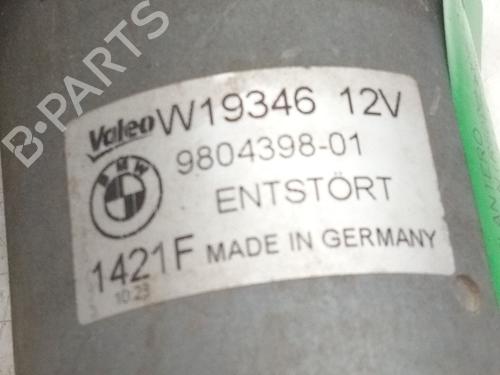 B-PARTS
Valeo W19346 12V
BMW
9804398-01
ENTSTÖRT
1421F MADE IN GERMANY
10:23